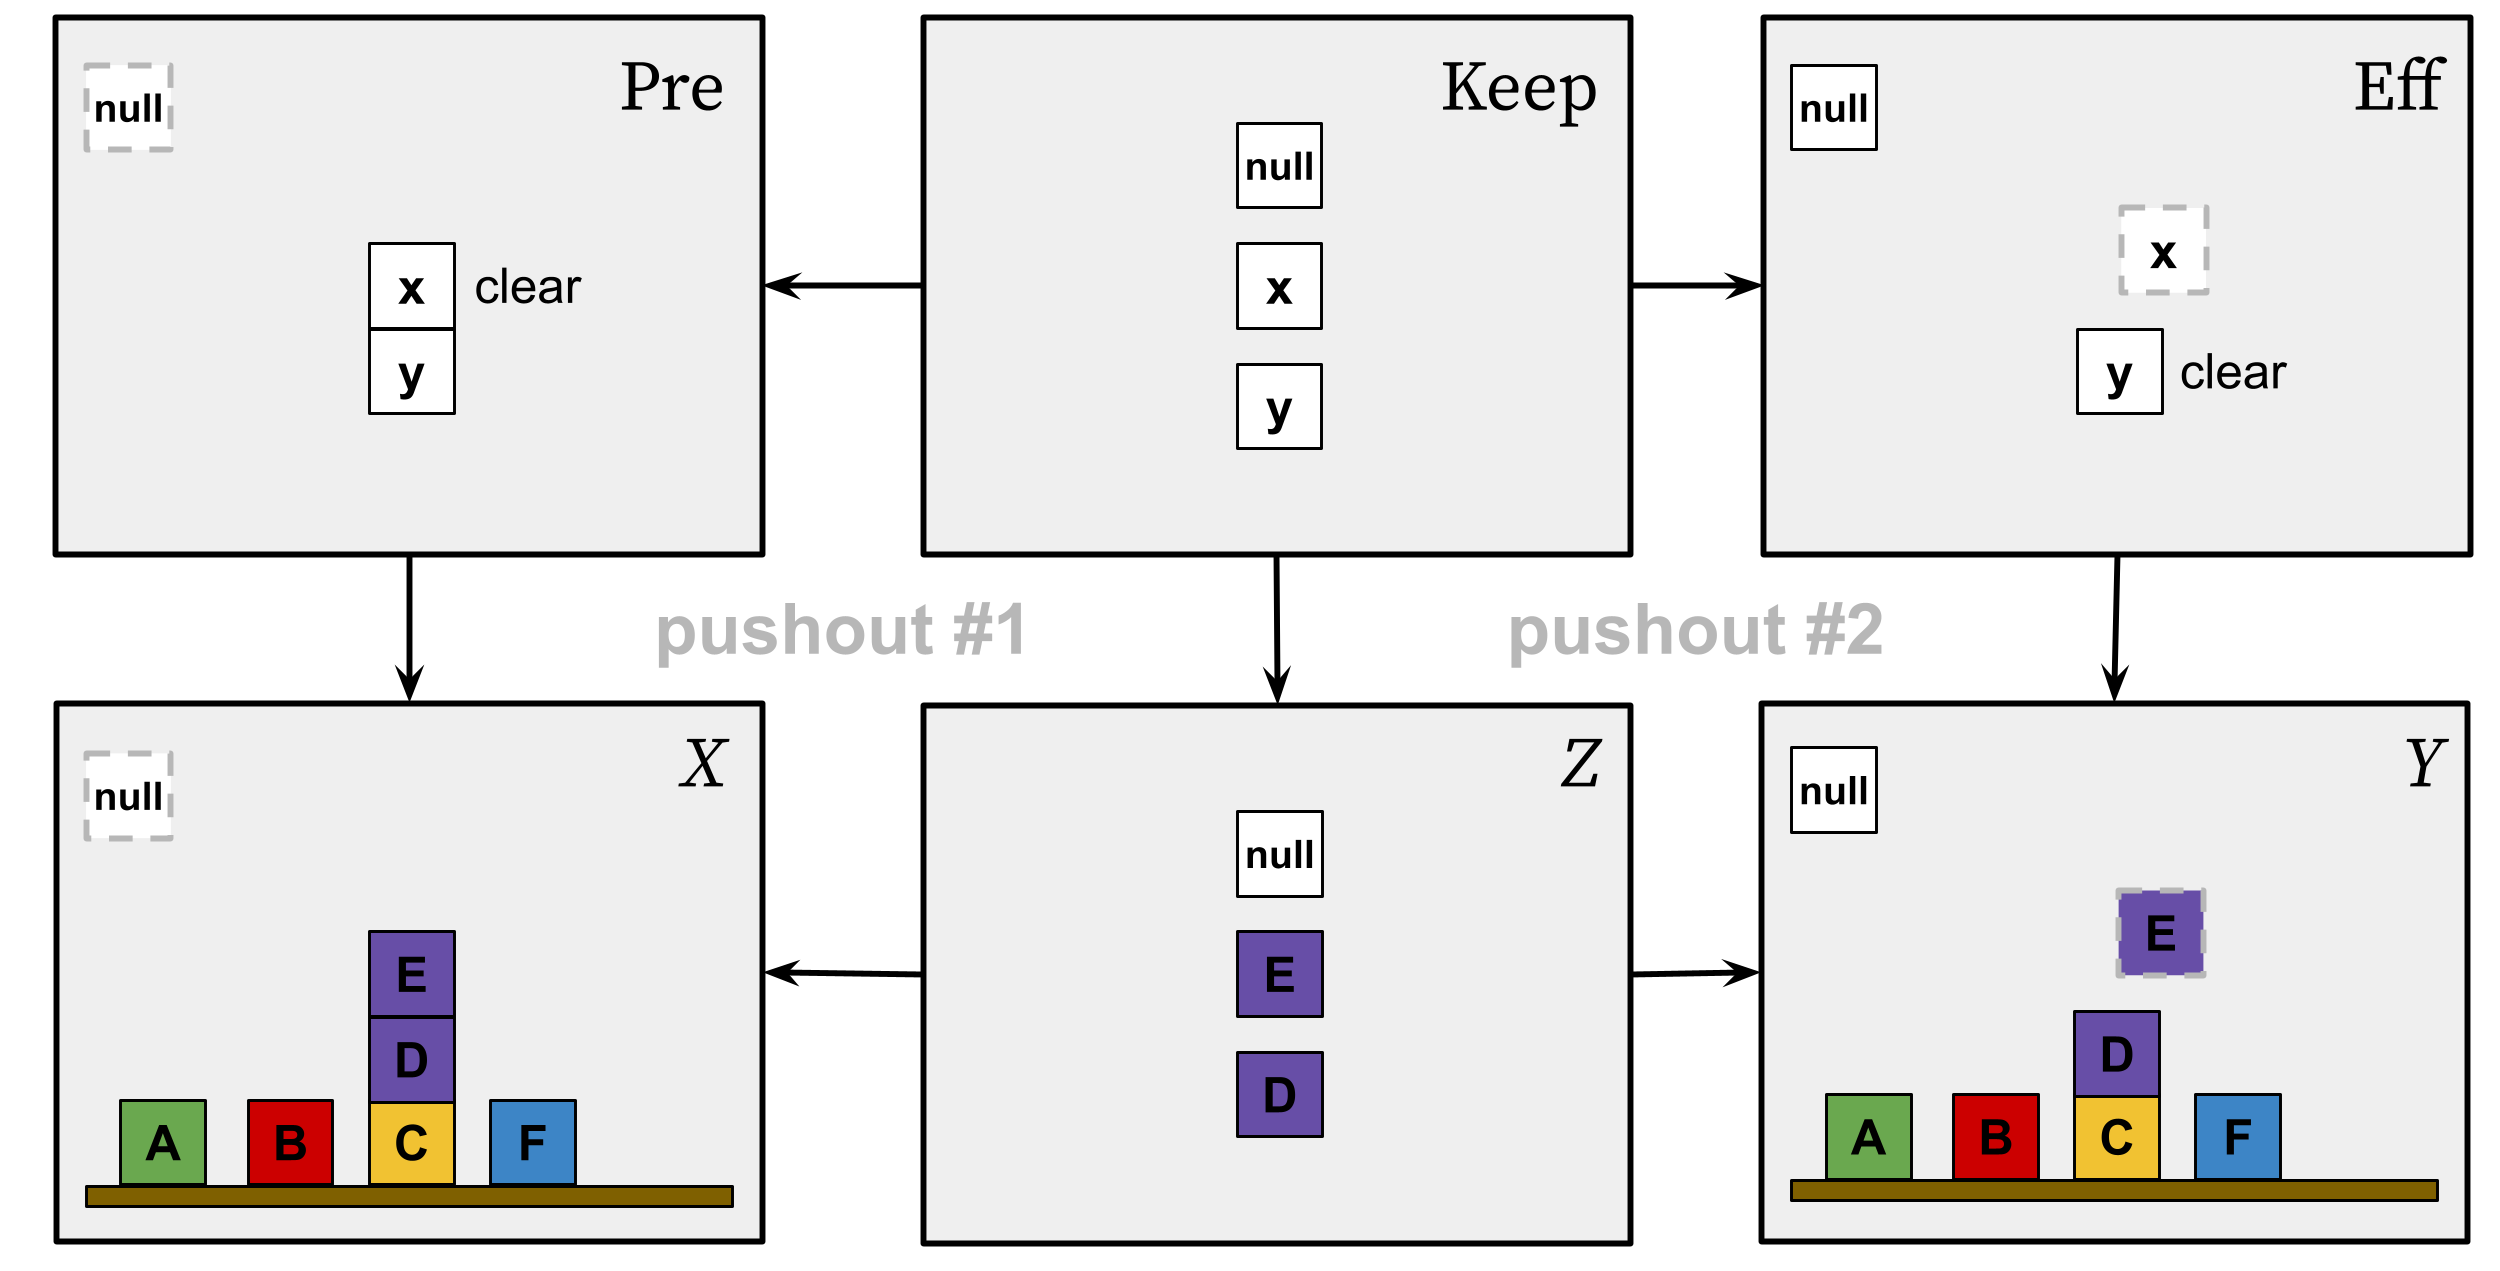 Pre
null
x clear
y
Keep
null
x
y
Eff
null
x
y clear
pushout #1
pushout #2
X
null
E
D
A B C F
Z
null
E
D
Y
null
E
D
A B C F